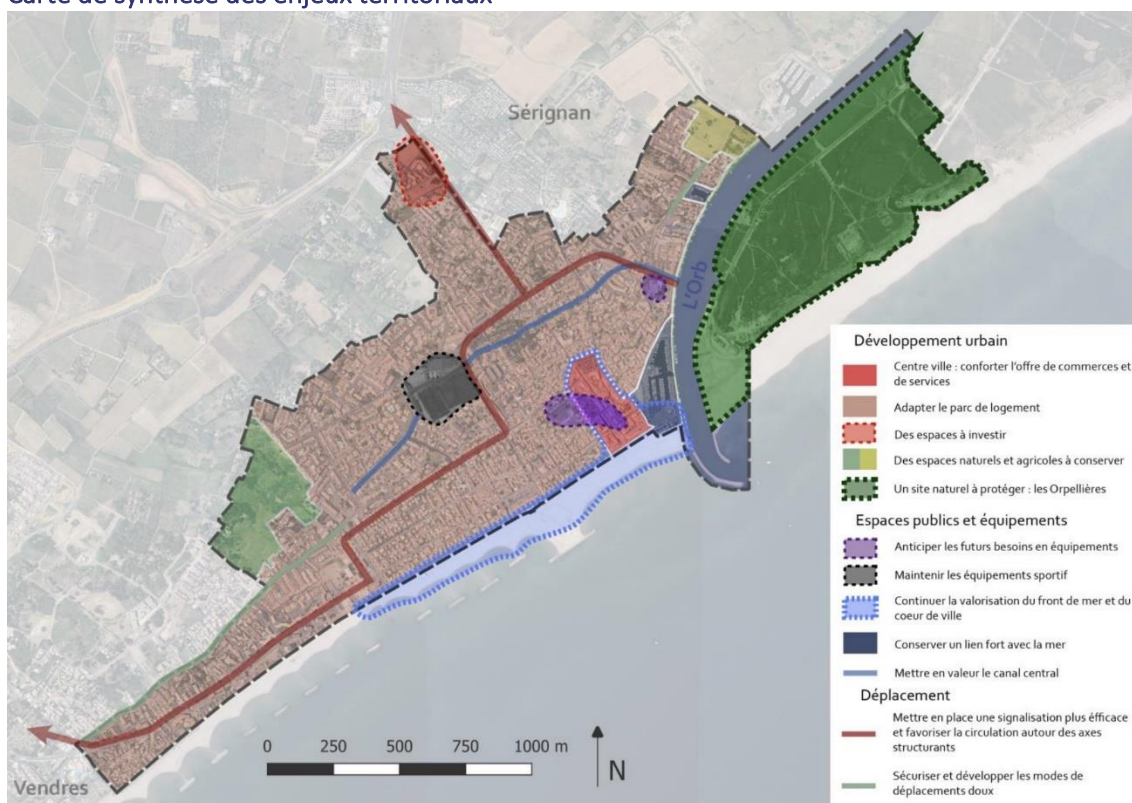 Carte de synthèse des enjeux territoriaux
Sérignan
L'Orb
Vendres
0 250 500 750 1000 m
N
Développement urbain
Centre ville : conforter l'offre de commerces et
de services
Adapter le parc de logement
Des espaces à investir
Des espaces naturels et agricoles à conserver
Un site naturel à protéger : les Orpellières
Espaces publics et équipements
Anticiper les futurs besoins en équipements
Maintenir les équipements sportif
Continuer la valorisation du front de mer et du
coeur de ville
Conserver un lien fort avec la mer
Mettre en valeur le canal central
Déplacement
Mettre en place une signalisation plus éfficace
et favoriser la circulation autour des axes
structurants
Sécuriser et développer les modes de
déplacements doux